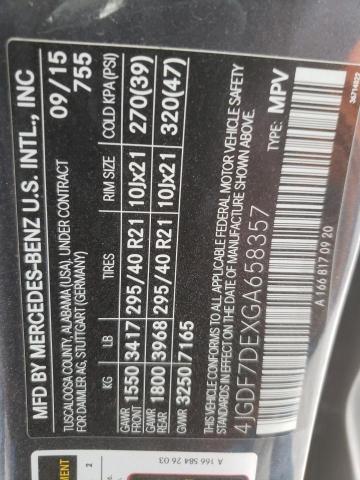 MFD BY MERCEDES-BENZ U.S. INTL., INC
TUSCALOOSA COUNTY, ALABAMA (USA), UNDER CONTRACT 09/15
FOR DAIMLER AG, STUTTGART (GERMANY) 755
KG LB TIRES RIM SIZE COLD KPA (PSI)
GAWR FRONT 1550 3417 295/40 R21 10Jx21 270(39)
GAWR REAR 1800 3968 295/40 R21 10Jx21 320(47)
GVWR 3250 7165
THIS VEHICLE CONFORMS TO ALL APPLICABLE FEDERAL MOTOR VEHICLE SAFETY
STANDARDS IN EFFECT ON THE DATE OF MANUFACTURE SHOWN ABOVE.
4JGDF7DEXGA658357 TYPE: MPV
A 166 817 09 20
A 166 584 26 03
2